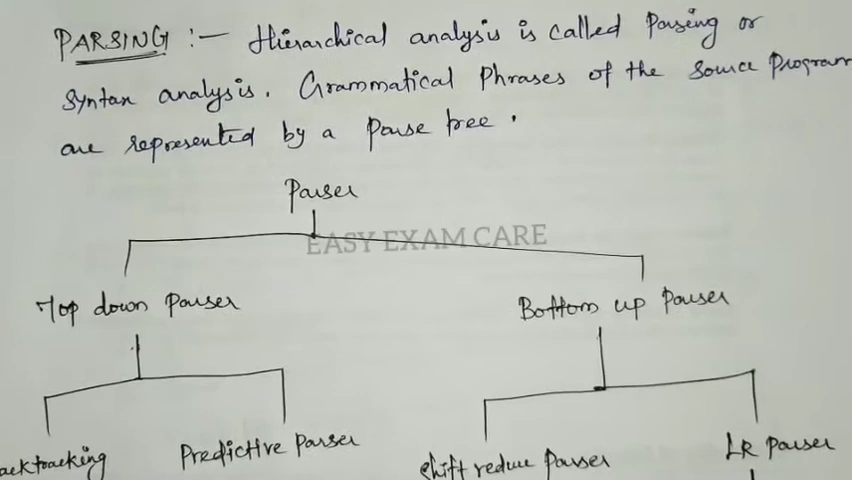 PARSING :— Hierarchical analysis is called Parsing or
syntax analysis. Grammatical Phrases of the source Program
are represented by a Parse tree.
Parser
EASY EXAM CARE
Top down Parser
Bottom up Parser
acktracking
Predictive Parser
Shift reduce Parser
LR Parser